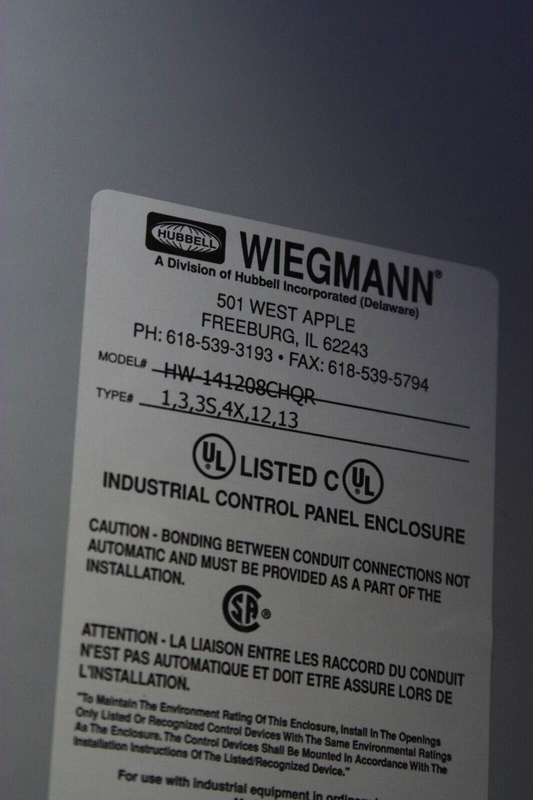 HUBBELL WIEGMANN®
A Division of Hubbell Incorporated (Delaware)
501 WEST APPLE
FREEBURG, IL 62243
PH: 618-539-3193 • FAX: 618-539-5794
MODEL# HW-141208CHQR
TYPE# 1,3,3S,4X,12,13
UL LISTED C UL
INDUSTRIAL CONTROL PANEL ENCLOSURE
CAUTION - BONDING BETWEEN CONDUIT CONNECTIONS NOT
AUTOMATIC AND MUST BE PROVIDED AS A PART OF THE
INSTALLATION.
SA®
ATTENTION - LA LIAISON ENTRE LES RACCORD DU CONDUIT
N'EST PAS AUTOMATIQUE ET DOIT ETRE ASSURE LORS DE
L'INSTALLATION.
"To Maintain The Environment Rating Of This Enclosure, Install In The Openings
Only Listed Or Recognized Control Devices With The Same Environmental Ratings
As The Enclosure. The Control Devices Shall Be Mounted In Accordance With The
Installation Instructions Of The Listed/Recognized Device."
For use with industrial equipment in